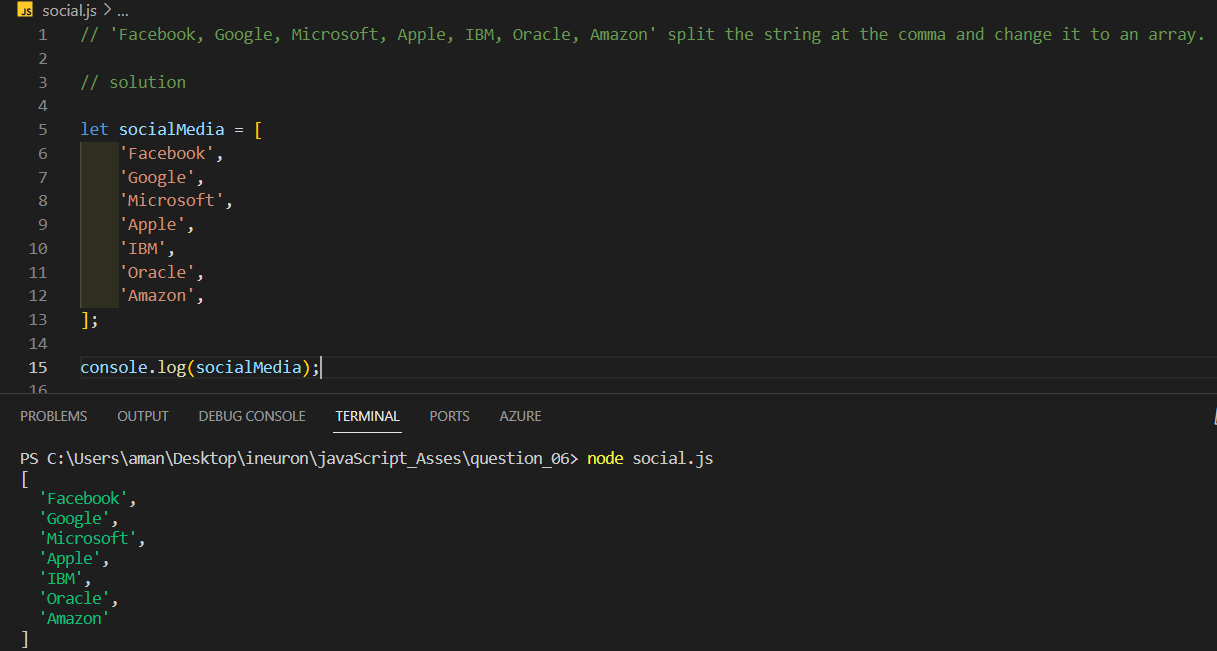 JS social.js > ...
1 // 'Facebook, Google, Microsoft, Apple, IBM, Oracle, Amazon' split the string at the comma and change it to an array.
2
3 // solution
4
5 let socialMedia = [
6 'Facebook',
7 'Google',
8 'Microsoft',
9 'Apple',
10 'IBM',
11 'Oracle',
12 'Amazon',
13 ];
14
15 console.log(socialMedia);
16
PROBLEMS OUTPUT DEBUG CONSOLE TERMINAL PORTS AZURE
PS C:\Users\aman\Desktop\ineuron\javaScript_Asses\question_06> node social.js
[
'Facebook',
'Google',
'Microsoft',
'Apple',
'IBM',
'Oracle',
'Amazon'
]